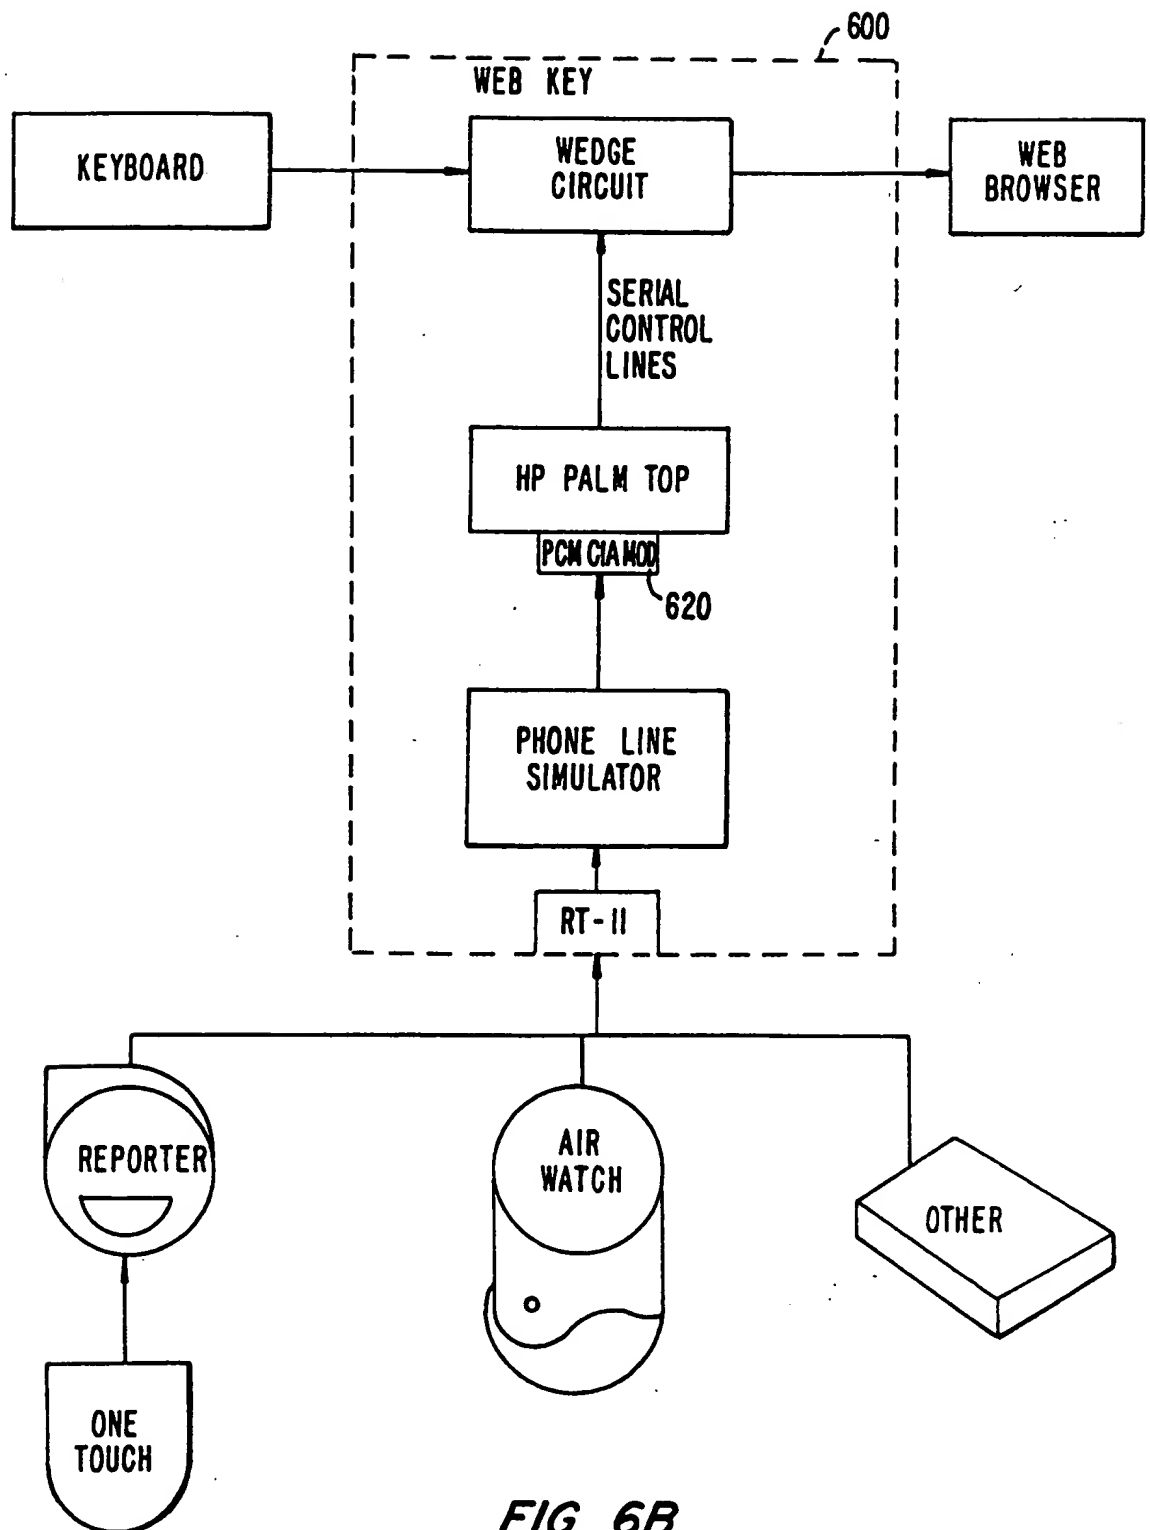 600
WEB KEY
KEYBOARD
WEDGE
CIRCUIT
WEB
BROWSER
SERIAL
CONTROL
LINES
HP PALM TOP
PCM CIA MOD
620
PHONE LINE
SIMULATOR
RT-11
REPORTER
AIR
WATCH
OTHER
ONE
TOUCH
FIG 6B